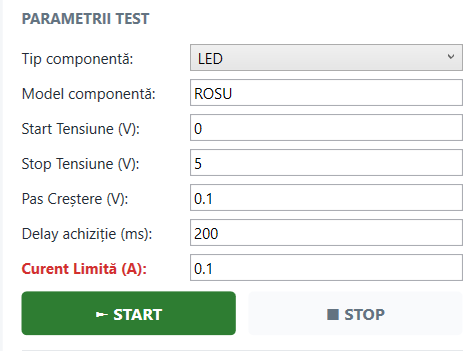 PARAMETRII TEST
Tip componentă: LED
Model componentă: ROSU
Start Tensiune (V): 0
Stop Tensiune (V): 5
Pas Creștere (V): 0.1
Delay achiziție (ms): 200
Curent Limită (A): 0.1
► START ■ STOP